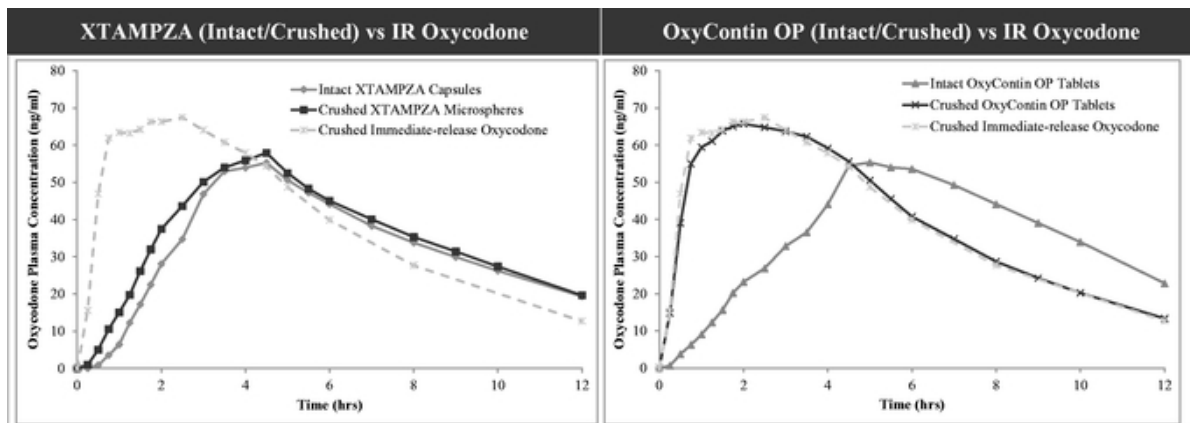 XTAMPZA (Intact/Crushed) vs IR Oxycodone
80
70
60
50
40
30
20
10
0
Oxycodone Plasma Concentration (ng/ml)
Intact XTAMPZA Capsules
Crushed XTAMPZA Microspheres
Crushed Immediate-release Oxycodone
0 2 4 6 8 10 12
Time (hrs)
OxyContin OP (Intact/Crushed) vs IR Oxycodone
80
70
60
50
40
30
20
10
0
Oxycodone Plasma Concentration (ng/ml)
Intact OxyContin OP Tablets
Crushed OxyContin OP Tablets
Crushed Immediate-release Oxycodone
0 2 4 6 8 10 12
Time (hrs)